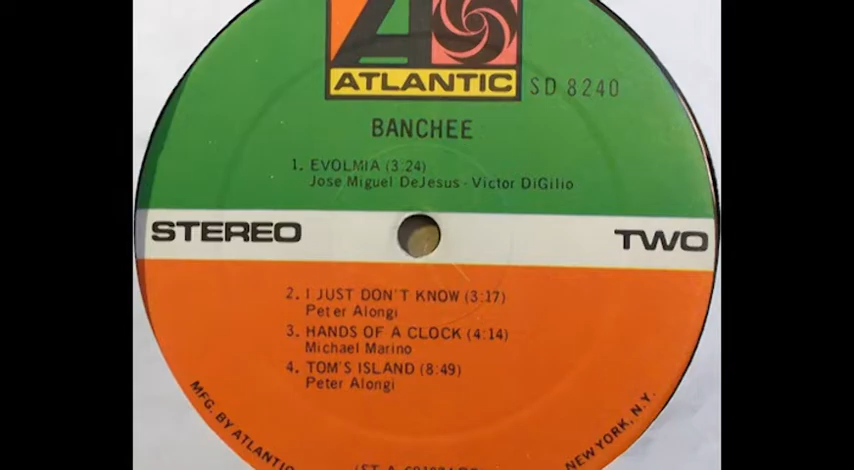 ATLANTIC
SD 8240
BANCHEE
1. EVOLMIA (3:24)
Jose Miguel DeJesus - Victor DiGilio
STEREO
TWO
2. I JUST DON'T KNOW (3:17)
Peter Alongi
3. HANDS OF A CLOCK (4:14)
Michael Marino
4. TOM'S ISLAND (8:49)
Peter Alongi
MFG. BY ATLANTIC
NEW YORK, N.Y.